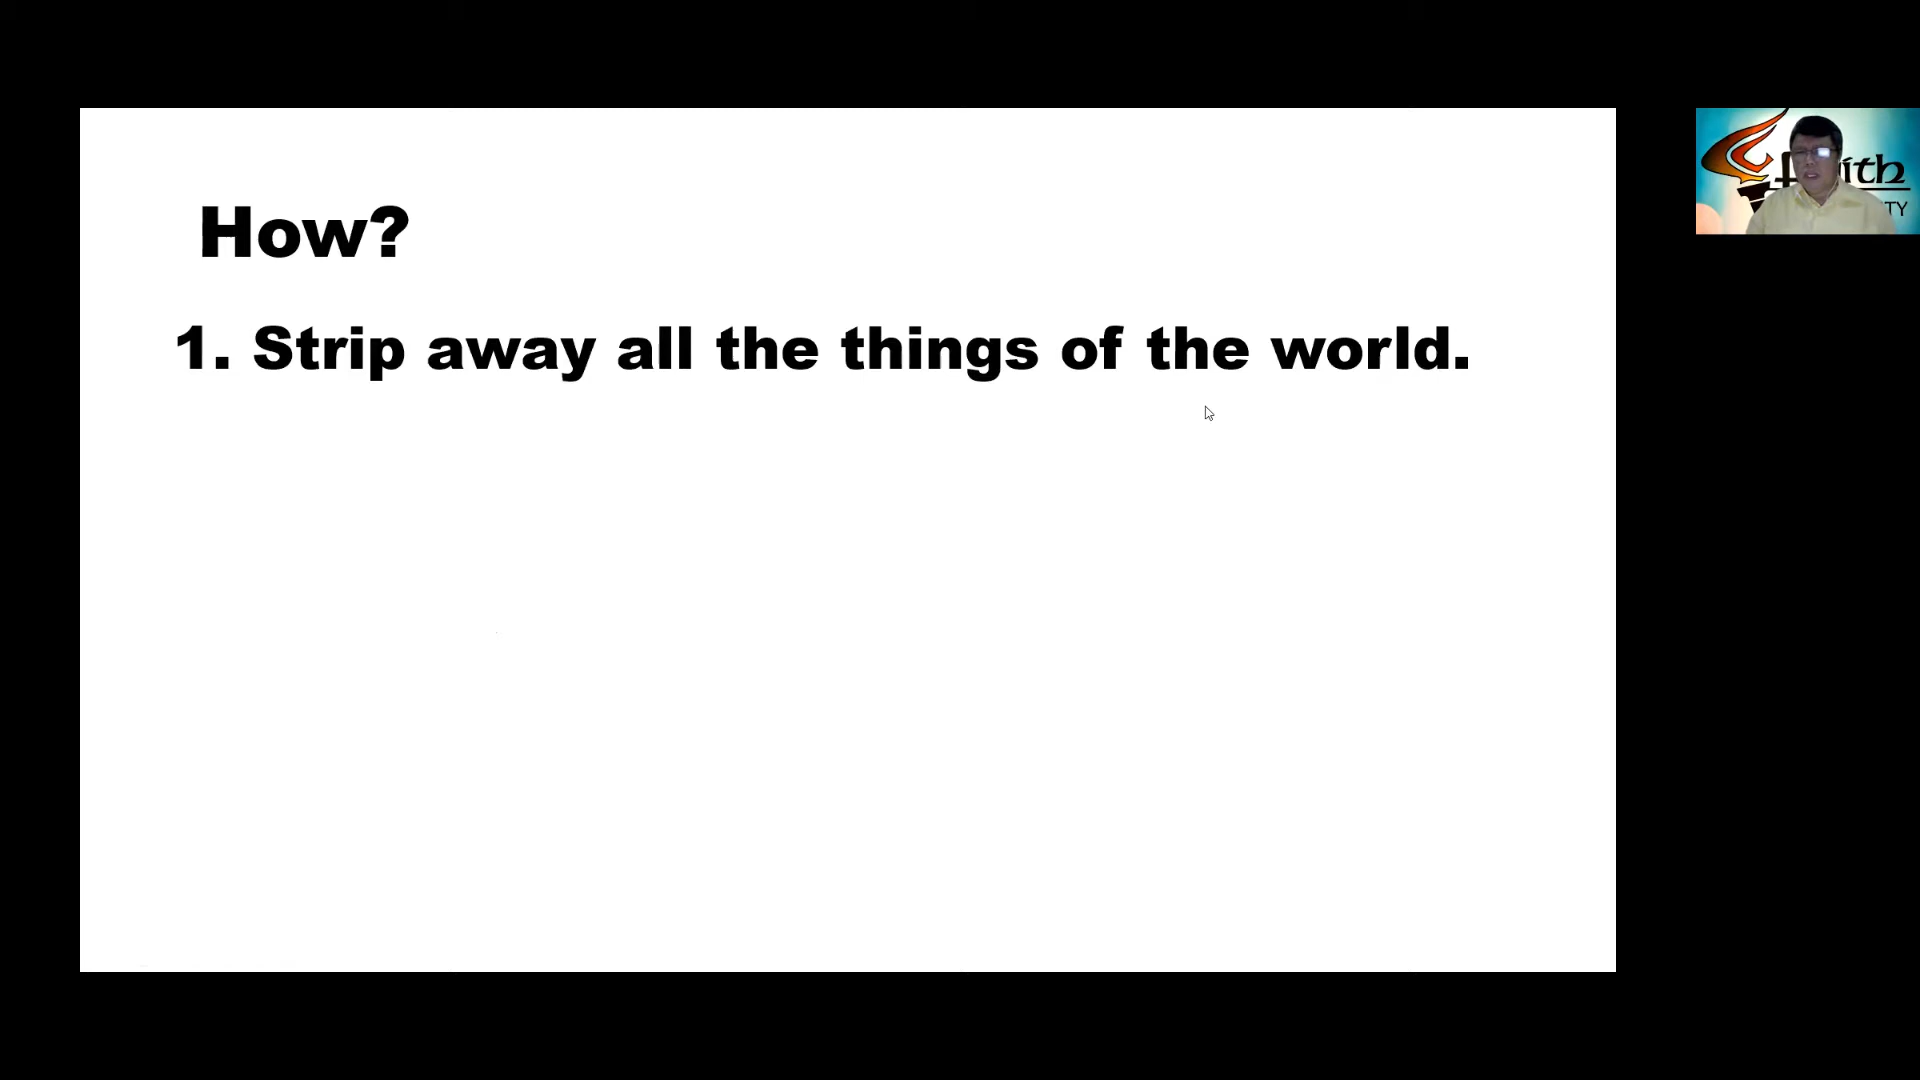 How?
1. Strip away all the things of the world.